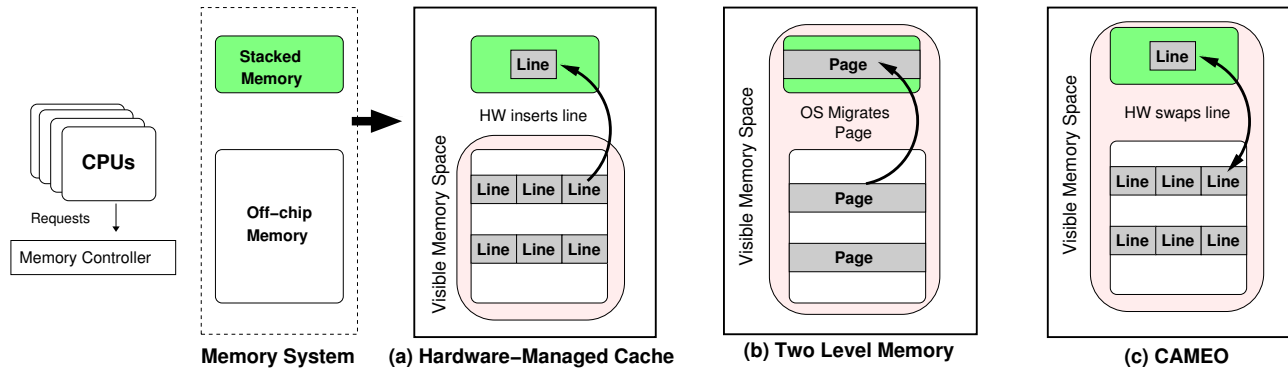 CPUs
Requests
Memory Controller
Stacked
Memory
Off−chip
Memory
Memory System
Visible Memory Space
Line
HW inserts line
Line Line Line
Line Line Line
(a) Hardware−Managed Cache
Visible Memory Space
Page
OS Migrates
Page
Page
Page
(b) Two Level Memory
Visible Memory Space
Line
HW swaps line
Line Line Line
Line Line Line
(c) CAMEO